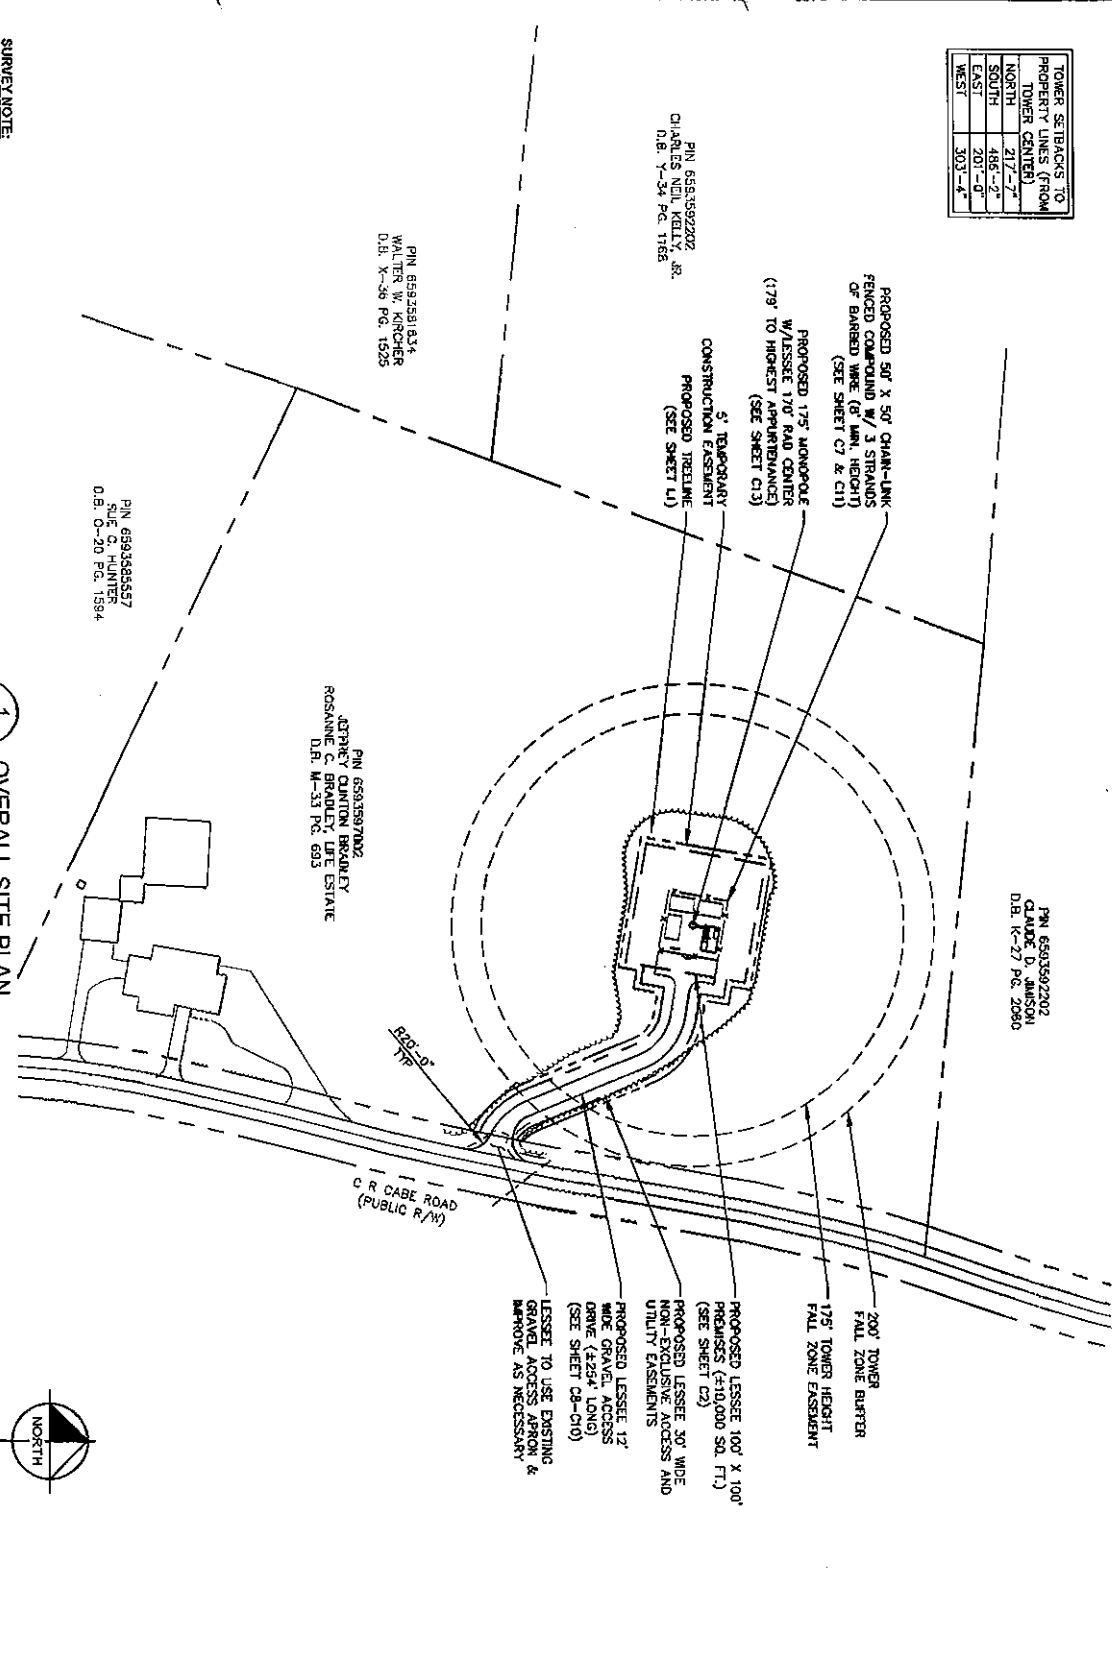 TOWER SETBACKS TO
PROPERTY LINES (FROM
TOWER CENTER)
NORTH 217'-7"
SOUTH 486'-2"
EAST 201'-0"
WEST 303'-4"
PIN 6593592202
CLAUDE D. JIMISON
D.B. K-27 PG. 2060
PROPOSED 50' X 50' CHAIN-LINK
FENCED COMPOUND W/ 3 STRANDS
OF BARBED WIRE (8' MIN. HEIGHT)
(SEE SHEET C7 & C11)
PROPOSED 175' MONOPOLE
W/LESSEE 170' RAD CENTER
(179' TO HIGHEST APPURTENANCE)
(SEE SHEET C13)
5' TEMPORARY
CONSTRUCTION EASEMENT
PROPOSED TREELINE
(SEE SHEET L1)
PIN 6593592202
CHARLES NEIL KELLY, JR.
D.B. Y-34 PG. 1768
PIN 6593581634
WALTER W. KIRCHER
D.B. X-36 PG. 1525
PIN 6593585557
SUE C. HUNTER
D.B. O-20 PG. 1594
PIN 6593597002
JEFFREY CLINTON BRADLEY
ROSANNE C. BRADLEY, LIFE ESTATE
D.B. M-33 PG. 693
R20'-0"
TYP
C R CABE ROAD
(PUBLIC R/W)
200' TOWER
FALL ZONE BUFFER
175' TOWER HEIGHT
FALL ZONE EASEMENT
PROPOSED LESSEE 100' X 100'
PREMISES (±10,000 SQ. FT.)
(SEE SHEET C2)
PROPOSED LESSEE 30' WIDE
NON-EXCLUSIVE ACCESS AND
UTILITY EASEMENTS
PROPOSED LESSEE 12'
WIDE GRAVEL ACCESS
DRIVE (±254' LONG)
(SEE SHEET C8-C10)
LESSEE TO USE EXISTING
GRAVEL ACCESS APRON &
IMPROVE AS NECESSARY
NORTH
SURVEY NOTE:
1 OVERALL SITE PLAN